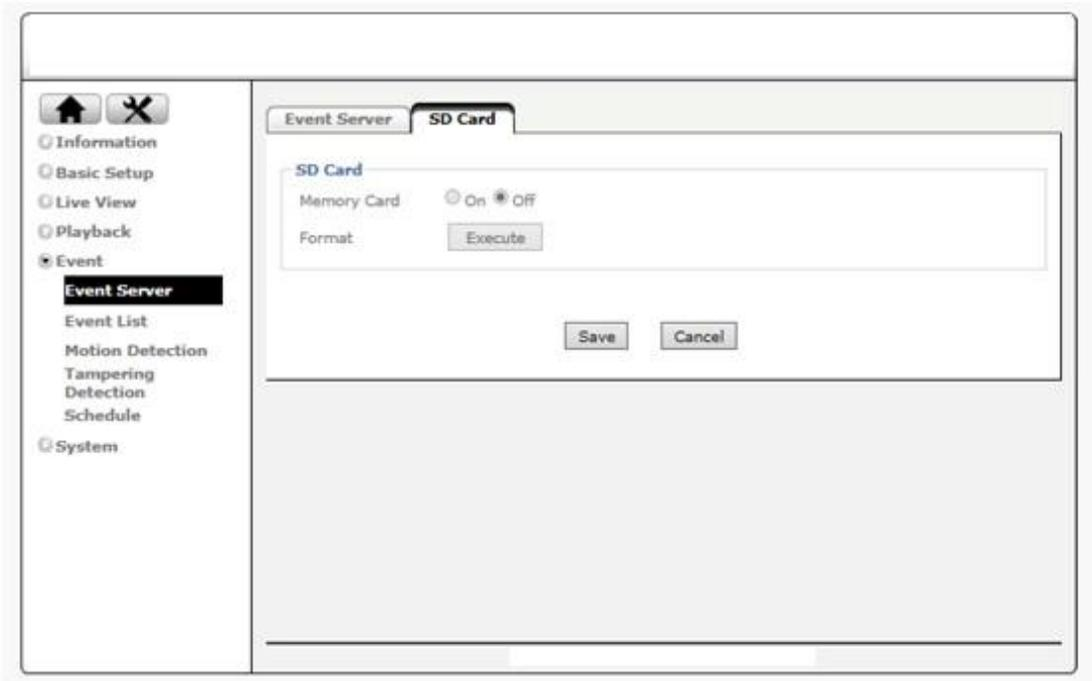 Information
Basic Setup
Live View
Playback
Event
Event Server
Event List
Motion Detection
Tampering
Detection
Schedule
System
Event Server
SD Card
SD Card
Memory Card On Off
Format Execute
Save Cancel